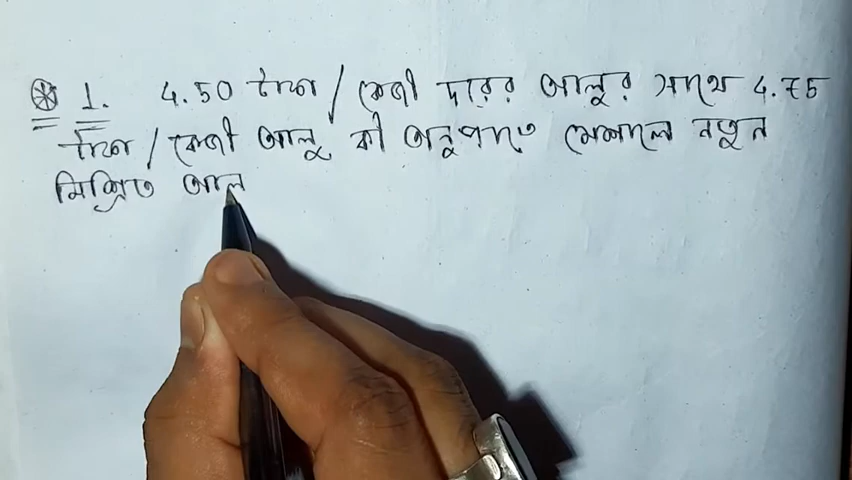 1. 4.50 টাকা / কেজী দরের আলুর সাথে 4.75
টাকা / কেজী আলু কী অনুপাতে মেশালে নতুন
মিশ্রিত আল